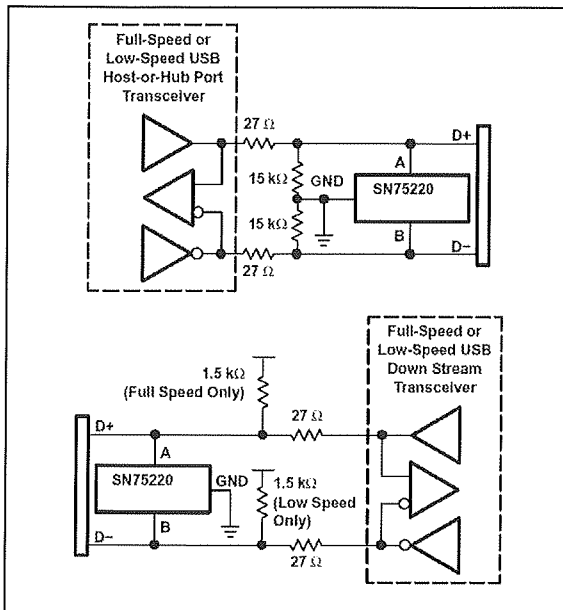 Full-Speed or
Low-Speed USB
Host-or-Hub Port
Transceiver
27 Ω
D+
A
15 kΩ
GND
SN75220
15 kΩ
B
D−
27 Ω
Full-Speed or
Low-Speed USB
Down Stream
Transceiver
1.5 kΩ
(Full Speed Only)
27 Ω
D+
A
SN75220
GND
1.5 kΩ
(Low Speed
Only)
B
D−
27 Ω